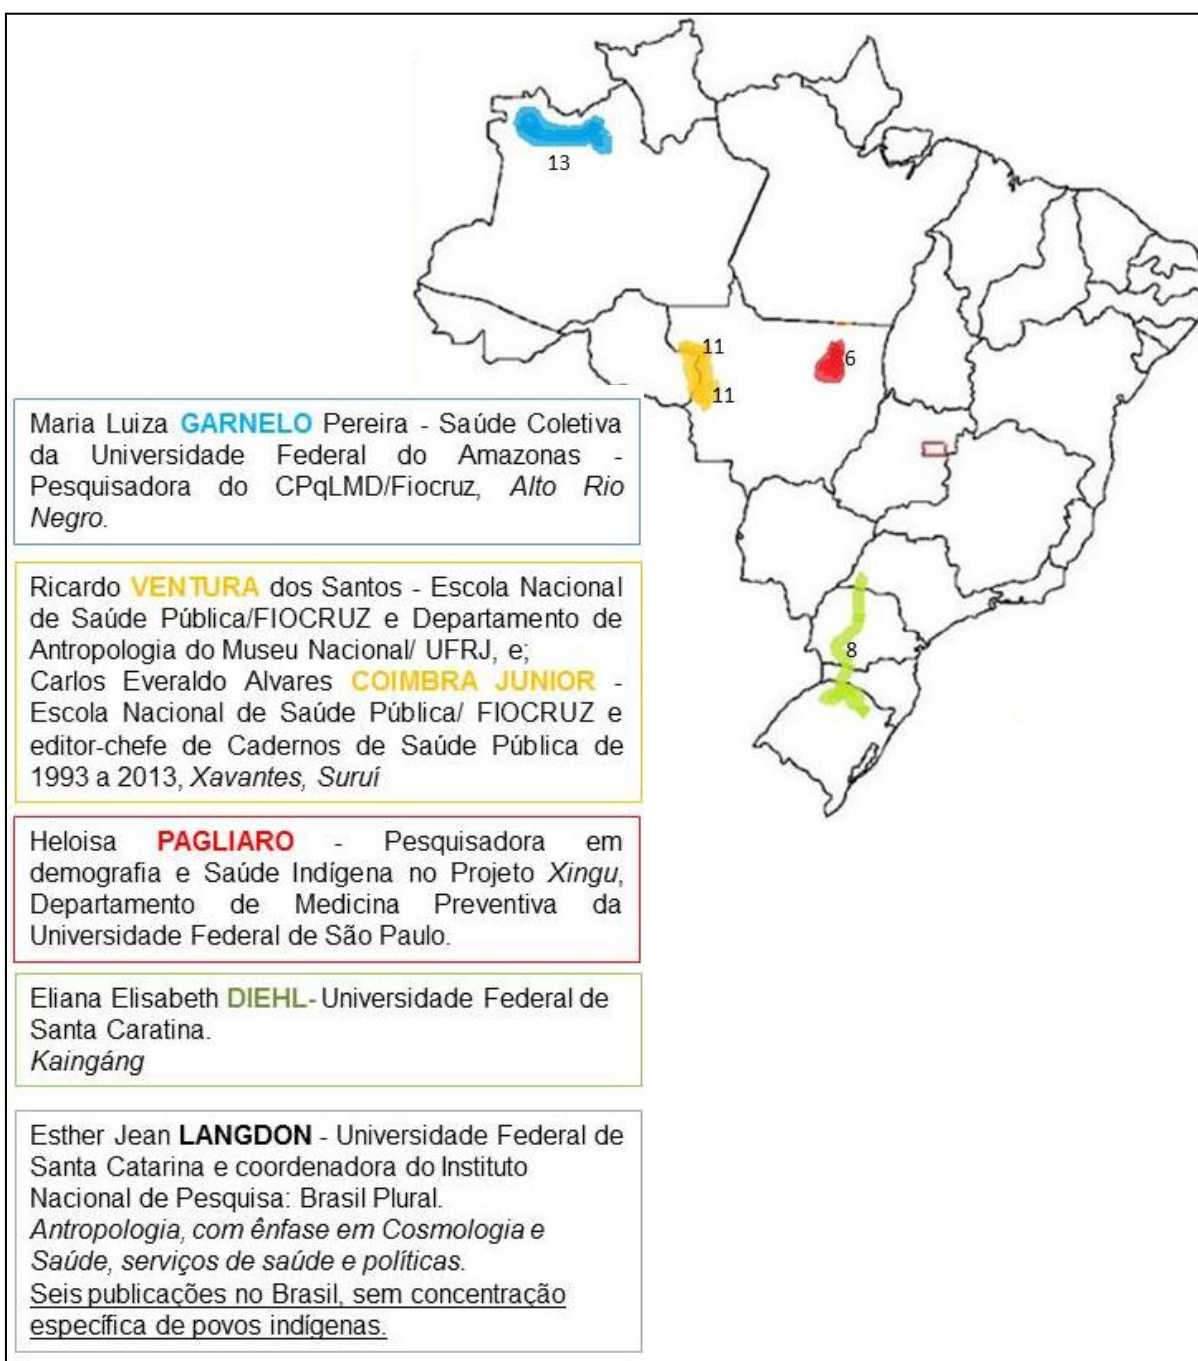 13
11
6
11
8
Maria Luiza GARNELO Pereira - Saúde Coletiva
da Universidade Federal do Amazonas -
Pesquisadora do CPqLMD/Fiocruz, Alto Rio
Negro.
Ricardo VENTURA dos Santos - Escola Nacional
de Saúde Pública/FIOCRUZ e Departamento de
Antropologia do Museu Nacional/ UFRJ, e;
Carlos Everaldo Alvares COIMBRA JUNIOR -
Escola Nacional de Saúde Pública/ FIOCRUZ e
editor-chefe de Cadernos de Saúde Pública de
1993 a 2013, Xavantes, Suruí
Heloisa PAGLIARO - Pesquisadora em
demografia e Saúde Indígena no Projeto Xingu,
Departamento de Medicina Preventiva da
Universidade Federal de São Paulo.
Eliana Elisabeth DIEHL- Universidade Federal de
Santa Caratina.
Kaingáng
Esther Jean LANGDON - Universidade Federal de
Santa Catarina e coordenadora do Instituto
Nacional de Pesquisa: Brasil Plural.
Antropologia, com ênfase em Cosmologia e
Saúde, serviços de saúde e políticas.
Seis publicações no Brasil, sem concentração
específica de povos indígenas.